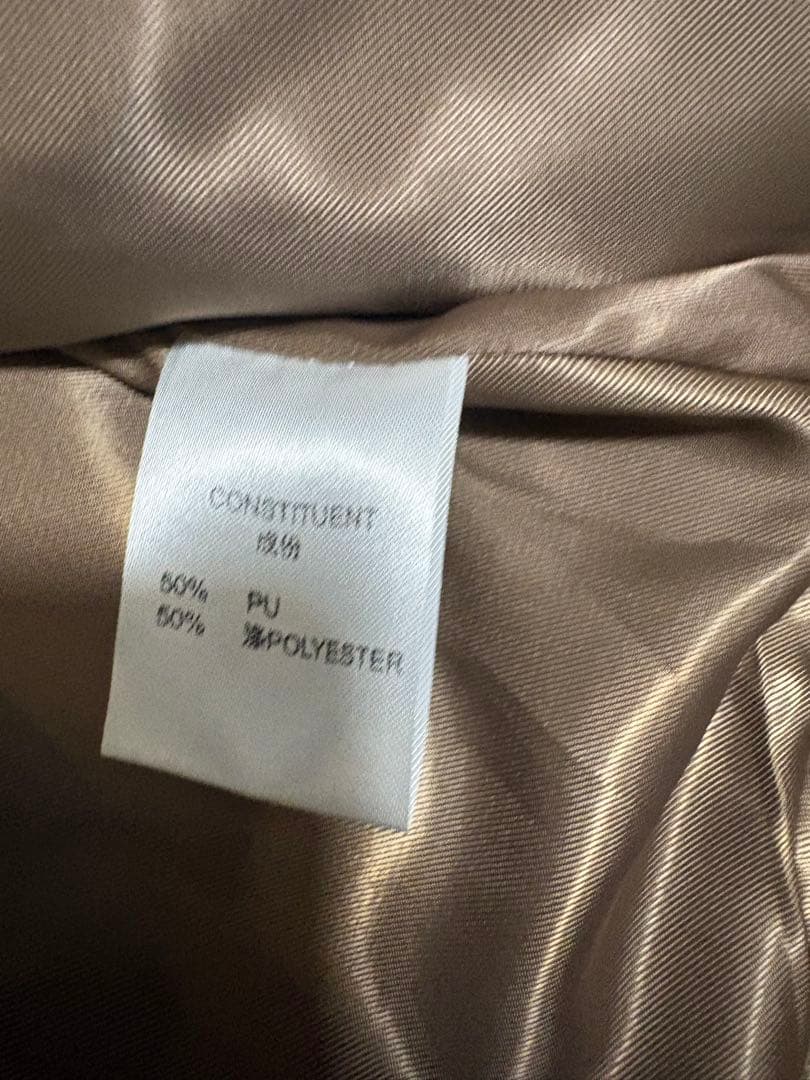 CONSTITUENT
成份
50% PU
50% 涤POLYESTER